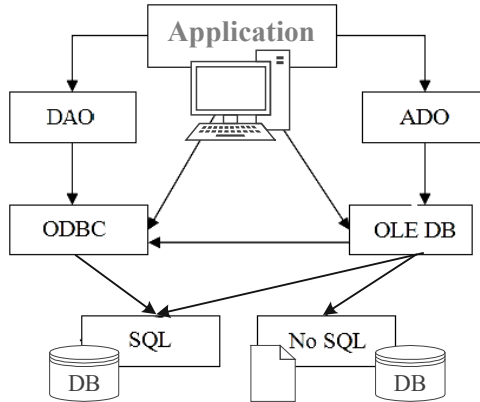 Application
DAO
ADO
ODBC
OLE DB
SQL
No SQL
DB
DB